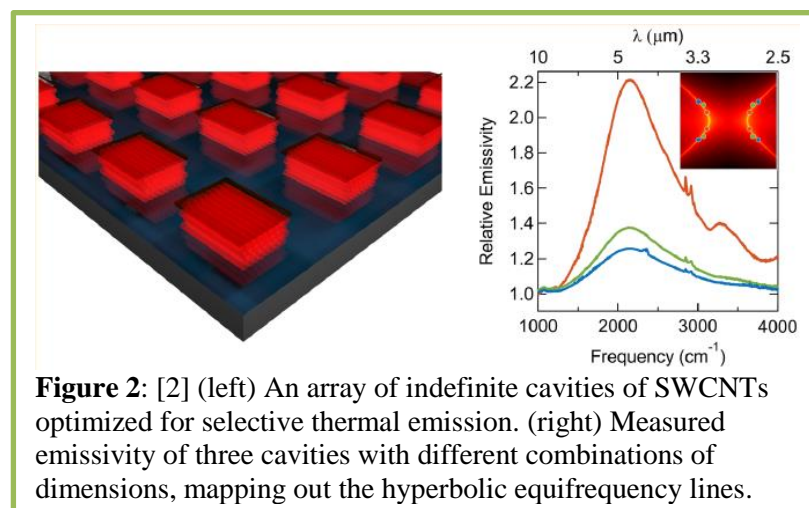 λ (μm)
10 5 3.3 2.5
2.2
2.0
1.8
1.6
1.4
1.2
1.0
Relative Emissivity
1000 2000 3000 4000
Frequency (cm⁻¹)
Figure 2: [2] (left) An array of indefinite cavities of SWCNTs
optimized for selective thermal emission. (right) Measured
emissivity of three cavities with different combinations of
dimensions, mapping out the hyperbolic equifrequency lines.